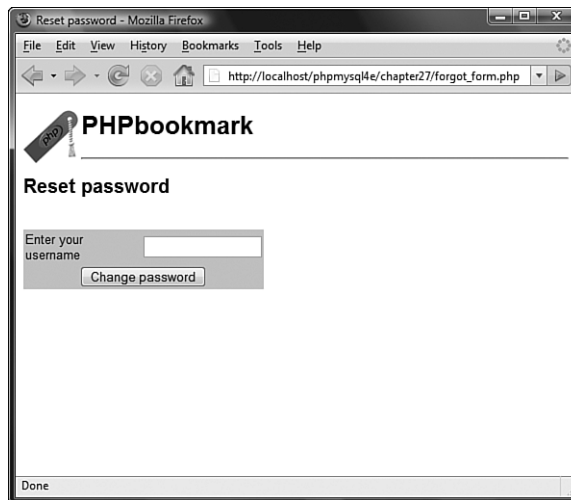 Reset password - Mozilla Firefox
File Edit View History Bookmarks Tools Help
http://localhost/phpmysql4e/chapter27/forgot_form.php
php
PHPbookmark
Reset password
Enter your
username
Change password
Done